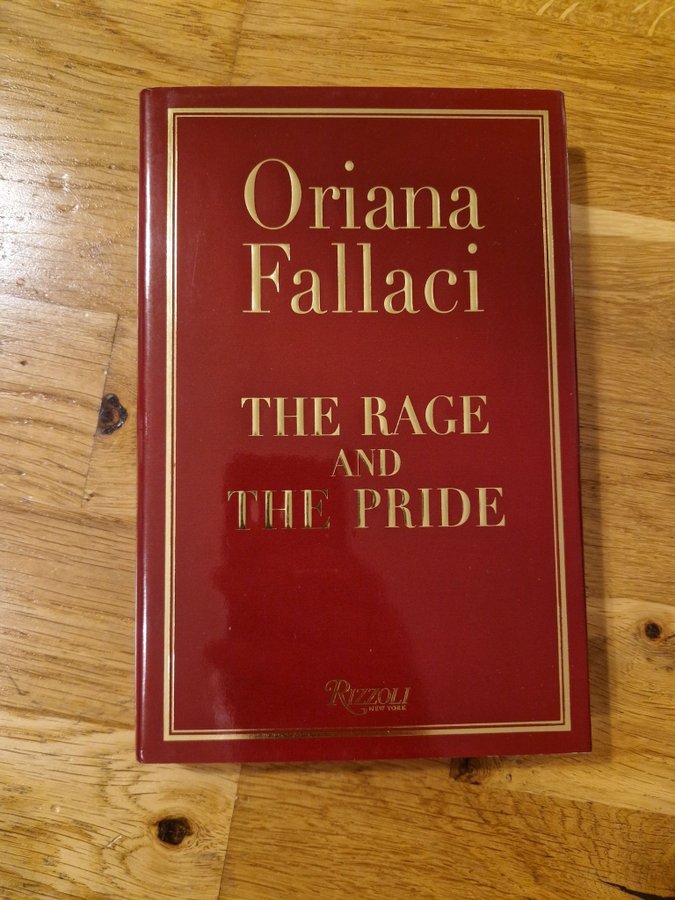 Oriana
Fallaci
THE RAGE
AND
THE PRIDE
RIZZOLI
NEW YORK